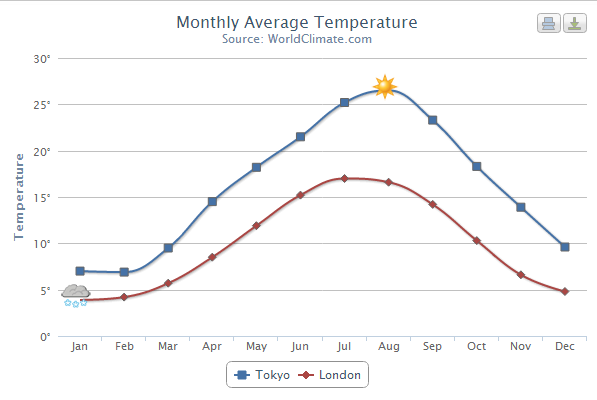 Monthly Average Temperature
Source: WorldClimate.com
Temperature
30°
25°
20°
15°
10°
5°
0°
Jan Feb Mar Apr May Jun Jul Aug Sep Oct Nov Dec
Tokyo London